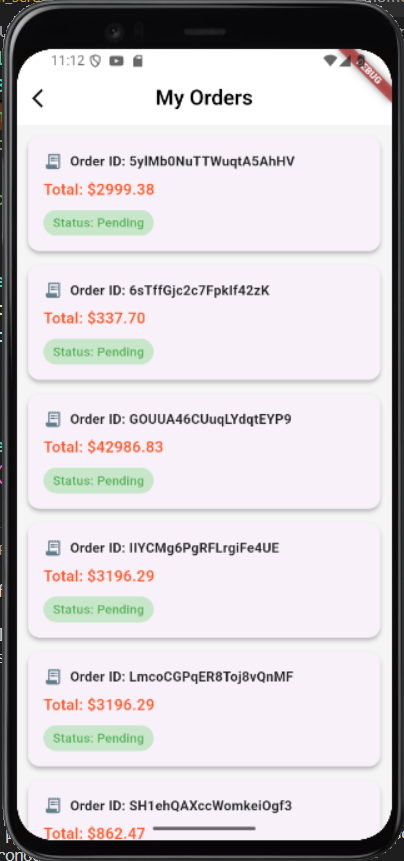 11:12
DEBUG
My Orders
Order ID: 5ylMb0NuTTWuqtA5AhHV
Total: $2999.38
Status: Pending
Order ID: 6sTffGjc2c7FpkIf42zK
Total: $337.70
Status: Pending
Order ID: GOUUA46CUuqLYdqtEYP9
Total: $42986.83
Status: Pending
Order ID: IIYCMg6PgRFLrgiFe4UE
Total: $3196.29
Status: Pending
Order ID: LmcoCGPqER8Toj8vQnMF
Total: $3196.29
Status: Pending
Order ID: SH1ehQAXccWomkeiOgf3
Total: $862.47